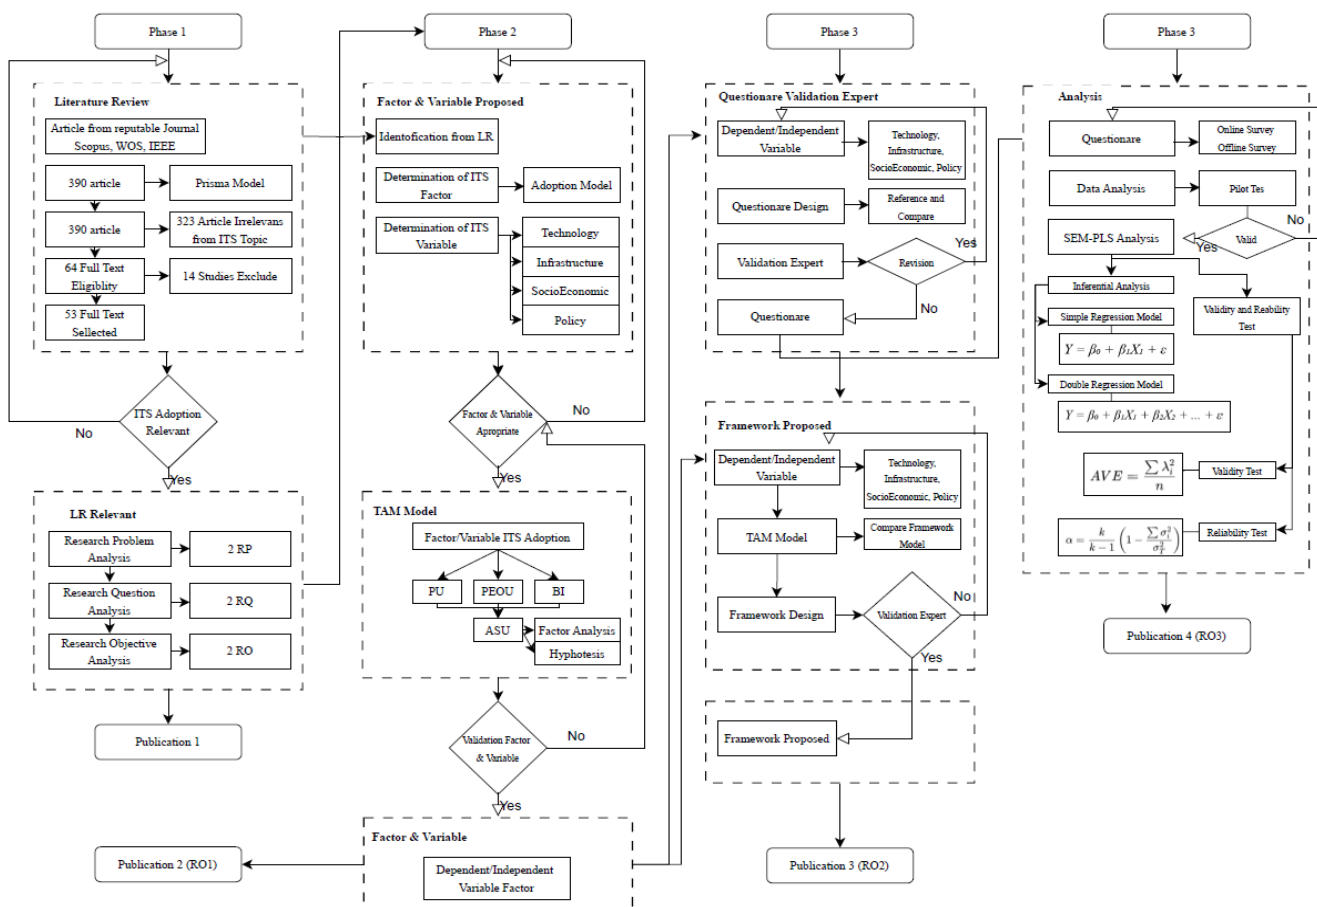 Phase 1
Literature Review
Article from reputable Journal
Scopus, WOS, IEEE
390 article
Prisma Model
390 article
323 Article Irrelevans
from ITS Topic
64 Full Text
Eligiblity
14 Studies Exclude
53 Full Text
Sellected
ITS Adoption
Relevant
No
Yes
LR Relevant
Research Problem
Analysis
2 RP
Research Question
Analysis
2 RQ
Research Objective
Analysis
2 RO
Publication 1
Publication 2 (RO1)
Phase 2
Factor & Variable Proposed
Identofication from LR
Determination of ITS
Factor
Adoption Model
Determination of ITS
Variable
Technology
Infrastructure
SocioEconomic
Policy
Factor & Variable
Apropriate
No
Yes
TAM Model
Factor/Variable ITS Adoption
PU
PEOU
BI
ASU
Factor Analysis
Hyphotesis
Validation Factor
& Variable
No
Yes
Factor & Variable
Dependent/Independent
Variable Factor
Phase 3
Questionare Validation Expert
Dependent/Independent
Variable
Technology,
Infrastructure,
SocioEconomic, Policy
Questionare Design
Reference and
Compare
Validation Expert
Revision
Yes
No
Questionare
Framework Proposed
Dependent/Independent
Variable
Technology,
Infrastructure,
SocioEconomic, Policy
TAM Model
Compare Framework
Model
Framework Design
Validation Expert
No
Yes
Framework Proposed
Publication 3 (RO2)
Phase 3
Analysis
Questionare
Online Survey
Offline Survey
Data Analysis
Pilot Tes
SEM-PLS Analysis
Yes
Valid
No
Inferential Analysis
Simple Regression Model
Validity and Reability
Test
Y = β₀ + β₁X₁ + ε
Double Regression Model
Y = β₀ + β₁X₁ + β₂X₂ + ... + ε
AVE = ∑ λᵢ² / n
Validity Test
α = k / (k − 1) (1 − ∑ σᵢ² / σₜ²)
Reliability Test
Publication 4 (RO3)